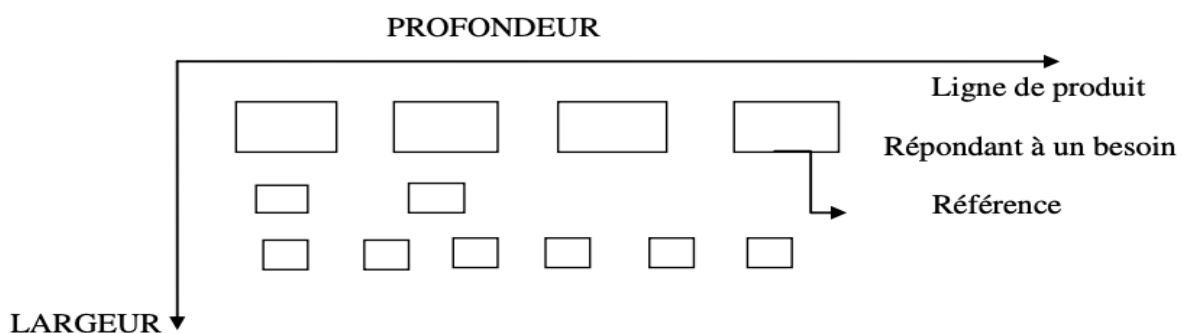 PROFONDEUR
Ligne de produit
Répondant à un besoin
Référence
LARGEUR